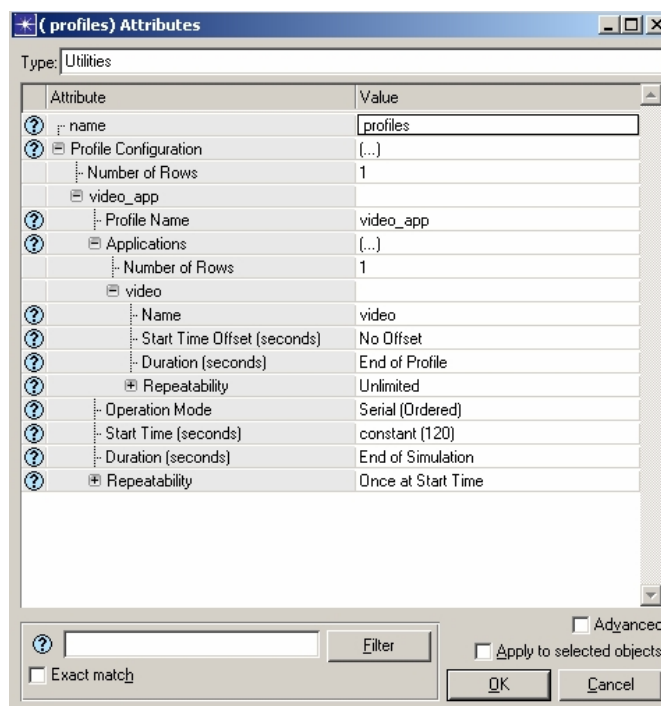 ( profiles) Attributes
Type: Utilities
Attribute Value
name profiles
Profile Configuration (...)
Number of Rows 1
video_app
Profile Name video_app
Applications (...)
Number of Rows 1
video
Name video
Start Time Offset (seconds) No Offset
Duration (seconds) End of Profile
Repeatability Unlimited
Operation Mode Serial (Ordered)
Start Time (seconds) constant (120)
Duration (seconds) End of Simulation
Repeatability Once at Start Time
Advanced
Filter
Apply to selected objects
Exact match
OK Cancel